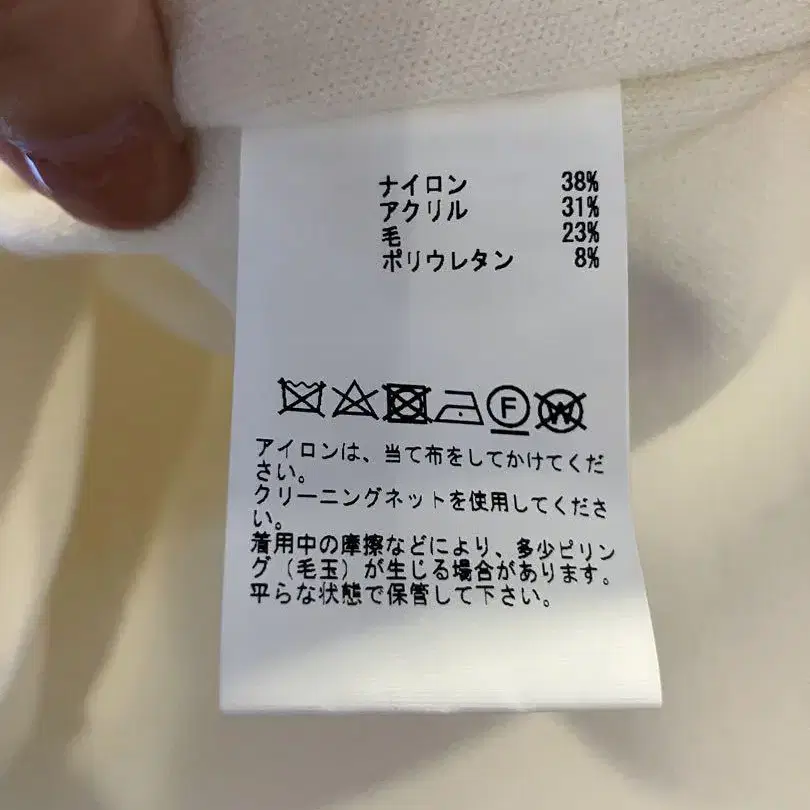 ナイロン 38%
アクリル 31%
毛 23%
ポリウレタン 8%
F W
アイロンは、当て布をしてかけてくだ
さい。
クリーニングネットを使用してくださ
い。
着用中の摩擦などにより、多少ピリン
グ（毛玉）が生じる場合があります。
平らな状態で保管して下さい。